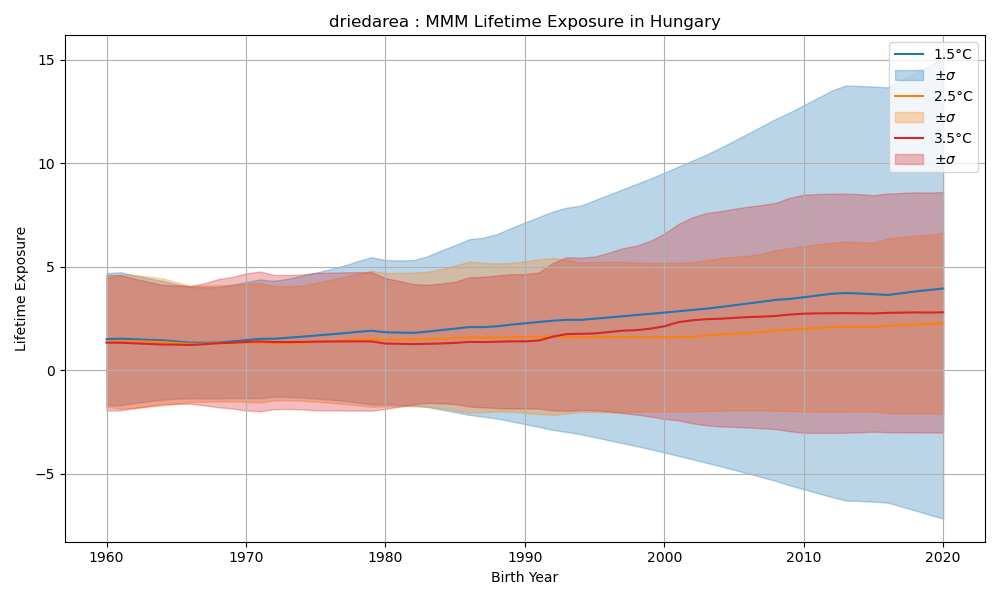 driedarea : MMM Lifetime Exposure in Hungary
15
10
5
0
−5
Lifetime Exposure
1.5°C
±σ
2.5°C
±σ
3.5°C
±σ
1960 1970 1980 1990 2000 2010 2020
Birth Year